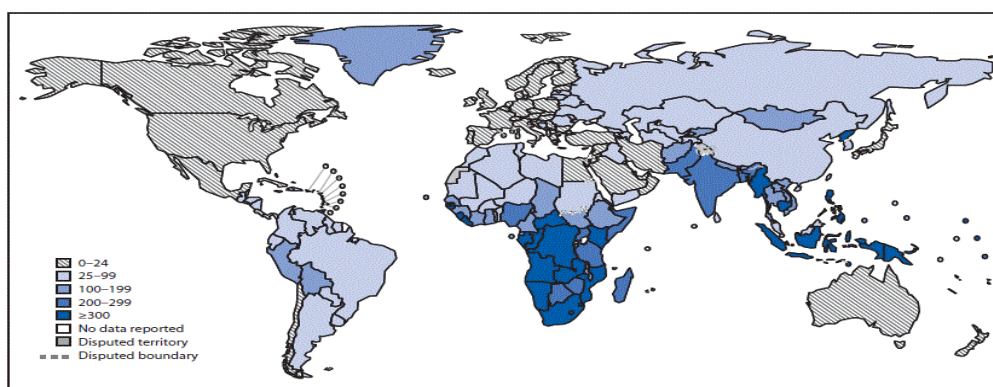 0–24
25–99
100–199
200–299
≥300
No data reported
Disputed territory
Disputed boundary